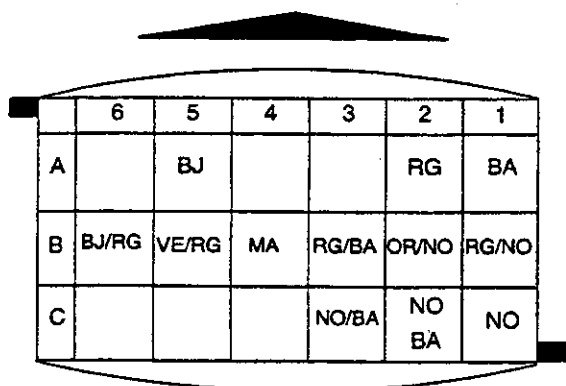 6 5 4 3 2 1
A BJ RG BA
B BJ/RG VE/RG MA RG/BA OR/NO RG/NO
C NO/BA NO BA NO